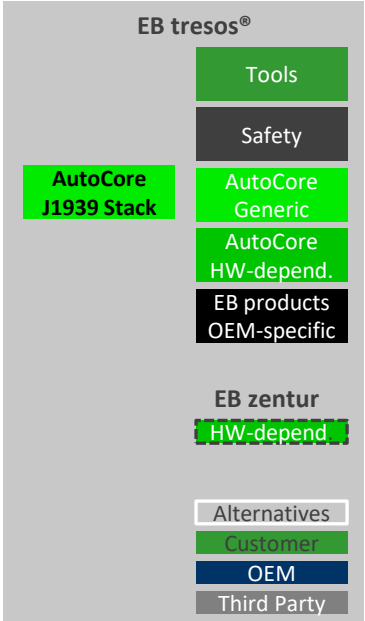 EB tresos®
Tools
Safety
AutoCore
J1939 Stack
AutoCore
Generic
AutoCore
HW-depend.
EB products
OEM-specific
EB zentur
HW-depend.
Alternatives
Customer
OEM
Third Party